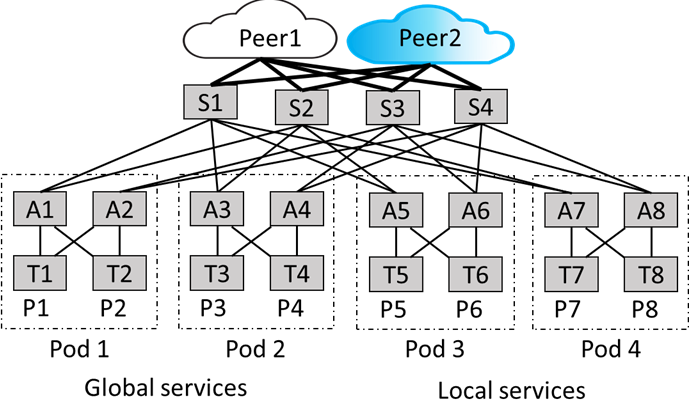 Peer1 Peer2
S1 S2 S3 S4
A1 A2 A3 A4 A5 A6 A7 A8
T1 T2 T3 T4 T5 T6 T7 T8
P1 P2 P3 P4 P5 P6 P7 P8
Pod 1 Pod 2 Pod 3 Pod 4
Global services Local services